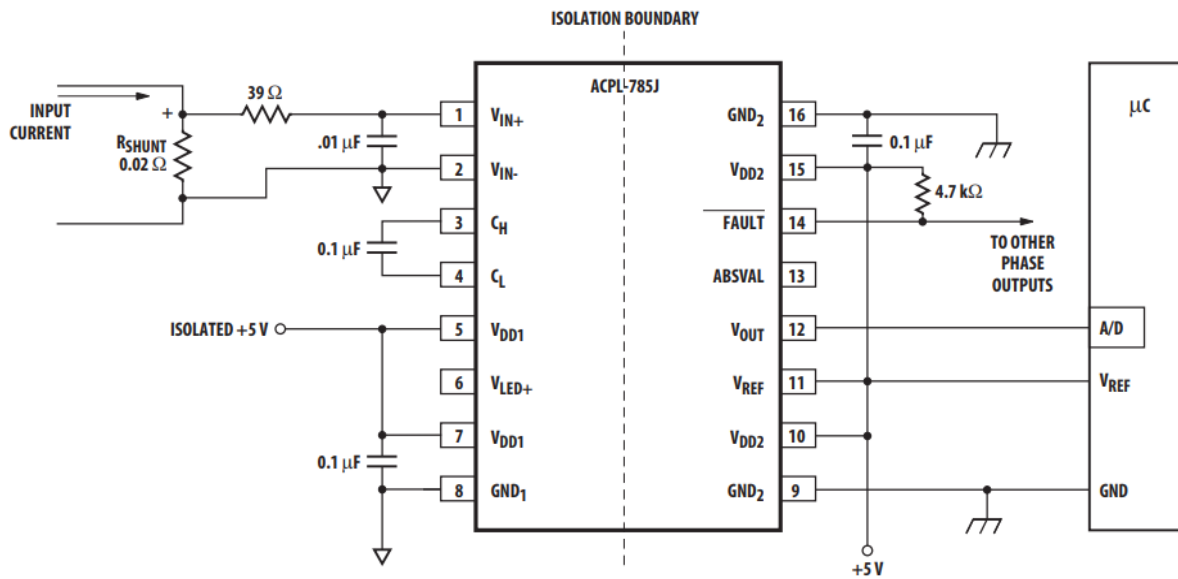 ISOLATION BOUNDARY
ACPL-785J
INPUT
CURRENT
+
39 Ω
RSHUNT
0.02 Ω
.01 µF
1 VIN+
2 VIN-
3 CH
0.1 µF
4 CL
ISOLATED +5 V
5 VDD1
6 VLED+
7 VDD1
0.1 µF
8 GND1
GND2 16
0.1 µF
VDD2 15
4.7 kΩ
FAULT 14
TO OTHER
PHASE
OUTPUTS
ABSVAL 13
VOUT 12
VREF 11
VDD2 10
GND2 9
+5 V
µC
A/D
VREF
GND